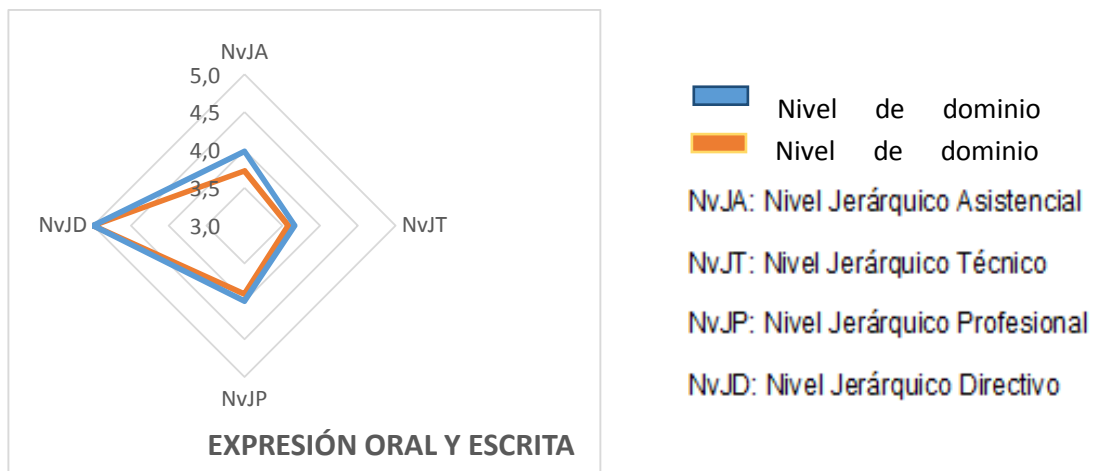 NvJA
5,0
4,5
4,0
3,5
3,0
NvJD
NvJT
NvJP
EXPRESIÓN ORAL Y ESCRITA
Nivel de dominio
Nivel de dominio
NvJA: Nivel Jerárquico Asistencial
NvJT: Nivel Jerárquico Técnico
NvJP: Nivel Jerárquico Profesional
NvJD: Nivel Jerárquico Directivo